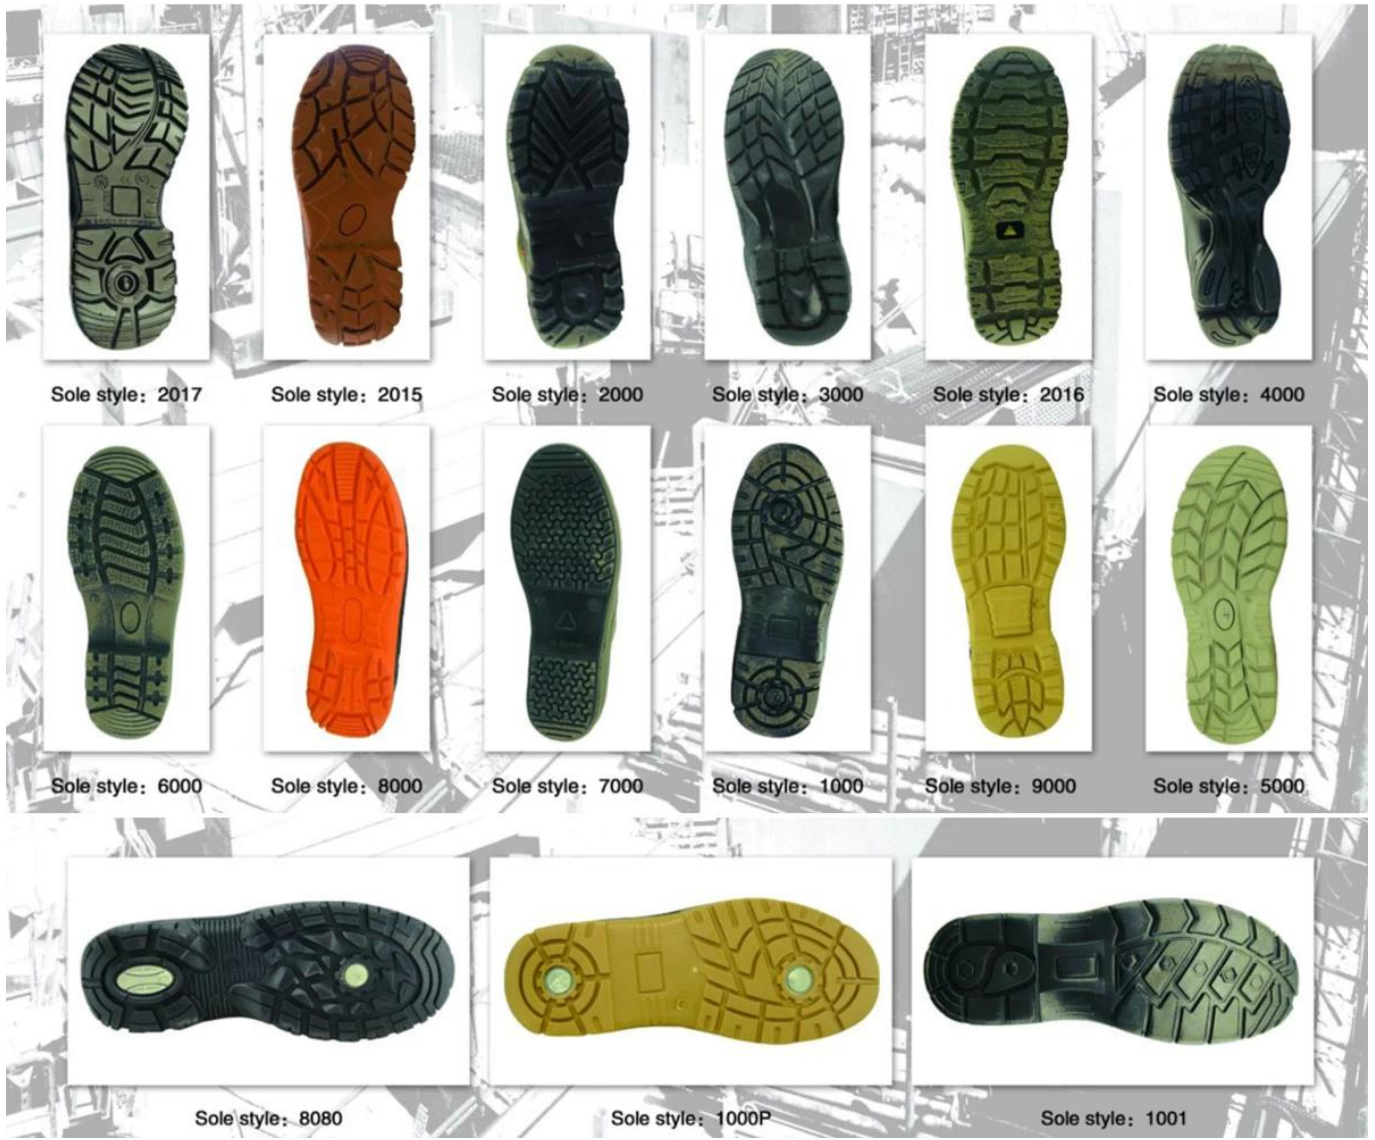 Sole style：2017
Sole style：2015
Sole style：2000
Sole style：3000
Sole style：2016
Sole style：4000
Sole style：6000
Sole style：8000
Sole style：7000
Sole style：1000
Sole style：9000
Sole style：5000
Sole style：8080
Sole style：1000P
Sole style：1001